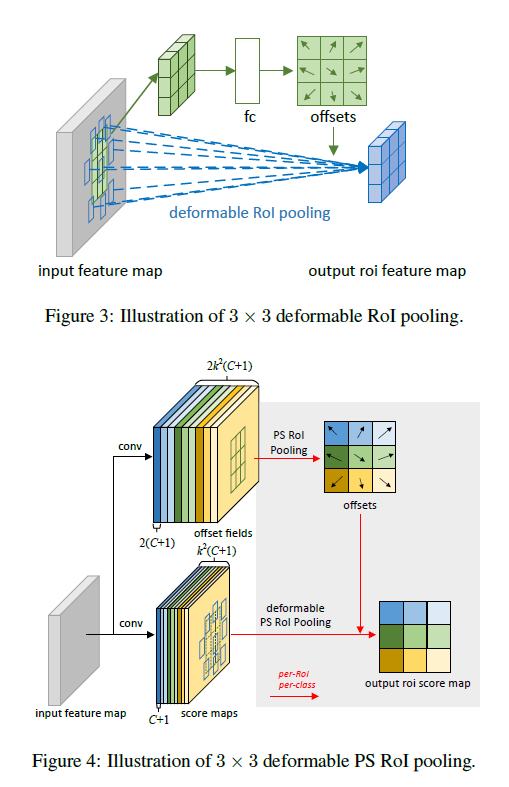 fc
offsets
deformable RoI pooling
input feature map
output roi feature map
Figure 3: Illustration of 3 × 3 deformable RoI pooling.
2k²(C+1)
conv
PS RoI
Pooling
offsets
2(C+1)
offset fields
k²(C+1)
conv
deformable
PS RoI Pooling
per-RoI
per-class
output roi score map
input feature map
C+1
score maps
Figure 4: Illustration of 3 × 3 deformable PS RoI pooling.